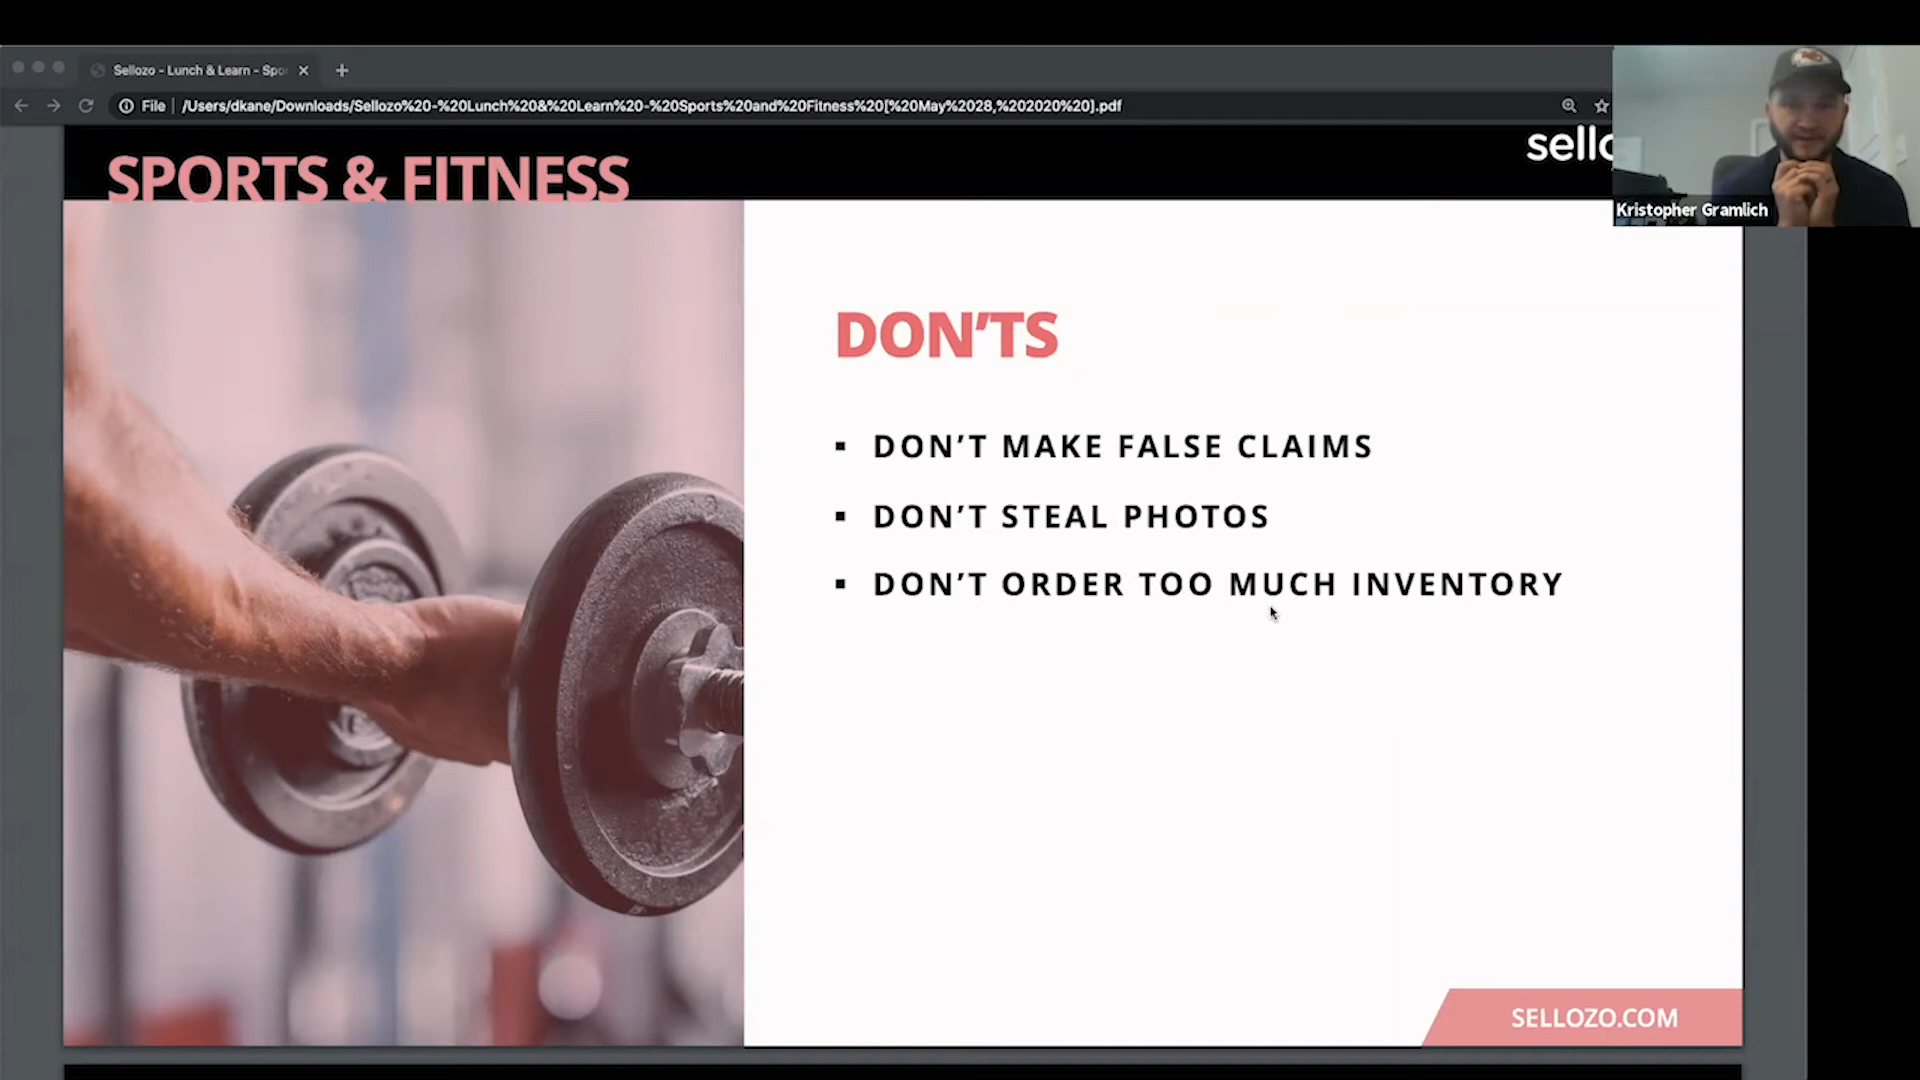 Sellozo - Lunch & Learn - Spo
File | /Users/dkane/Downloads/Sellozo%20-%20Lunch%20&%20Learn%20-%20Sports%20and%20Fitness%20[%20May%2028,%202020%20].pdf
SPORTS & FITNESS
sello
Kristopher Gramlich
DON'TS
▪ DON'T MAKE FALSE CLAIMS
▪ DON'T STEAL PHOTOS
▪ DON'T ORDER TOO MUCH INVENTORY
SELLOZO.COM